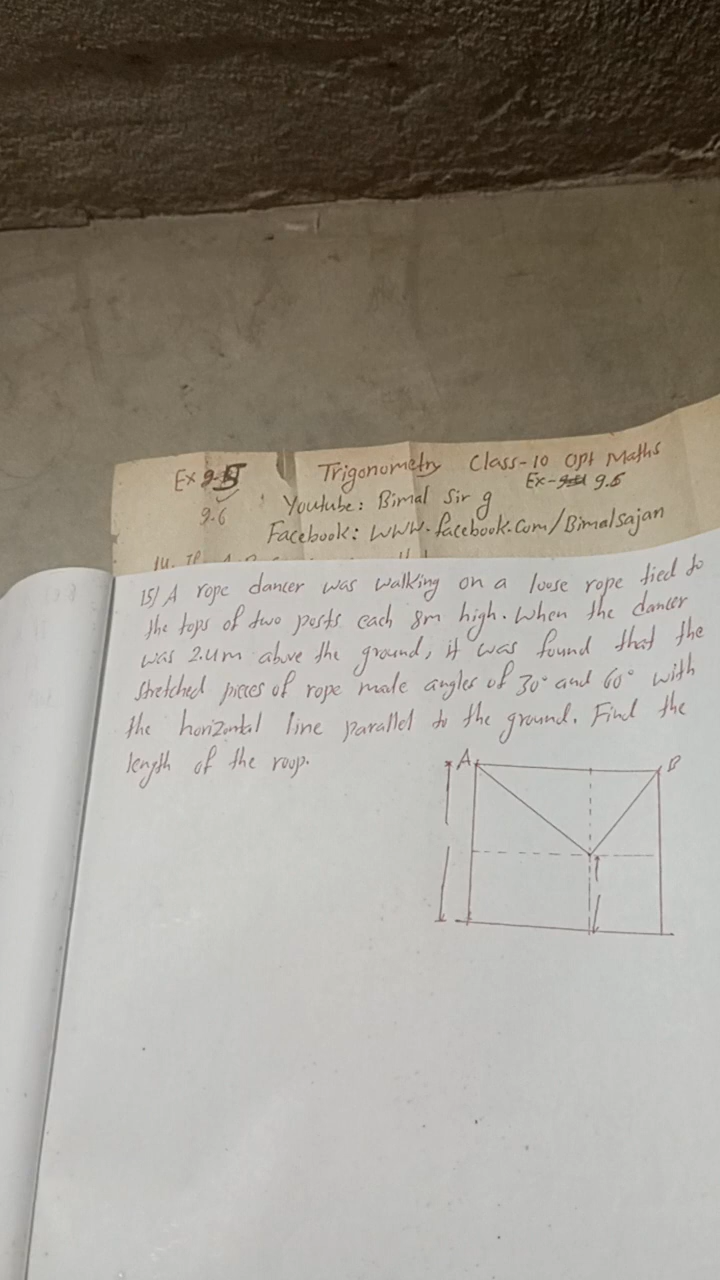 Trigonometry Class-10 Opt Maths
Ex 9.5
Ex- 9.5
9.6
Youtube: Bimal Sir g
Facebook: WWW.facebook.Com/Bimalsajan
15) A rope dancer was walking on a loose rope tied to
the tops of two posts each 8m high. When the dancer
was 2.4m above the ground, it was found that the
stretched pieces of rope made angles of 30° and 60° with
the horizontal line parallel to the ground. Find the
length of the roop.
A
B